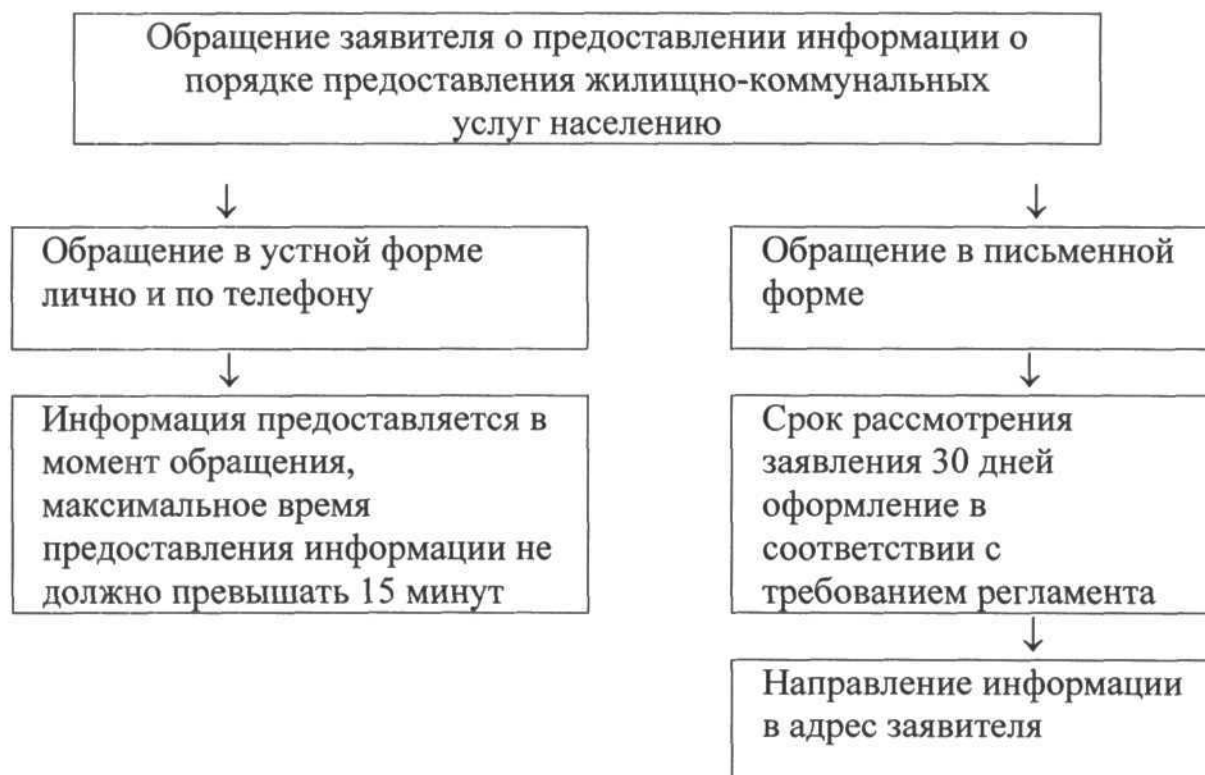 Обращение заявителя о предоставлении информации о
порядке предоставления жилищно-коммунальных
услуг населению
Обращение в устной форме
лично и по телефону
Информация предоставляется в
момент обращения,
максимальное время
предоставления информации не
должно превышать 15 минут
Обращение в письменной
форме
Срок рассмотрения
заявления 30 дней
оформление в
соответствии с
требованием регламента
Направление информации
в адрес заявителя